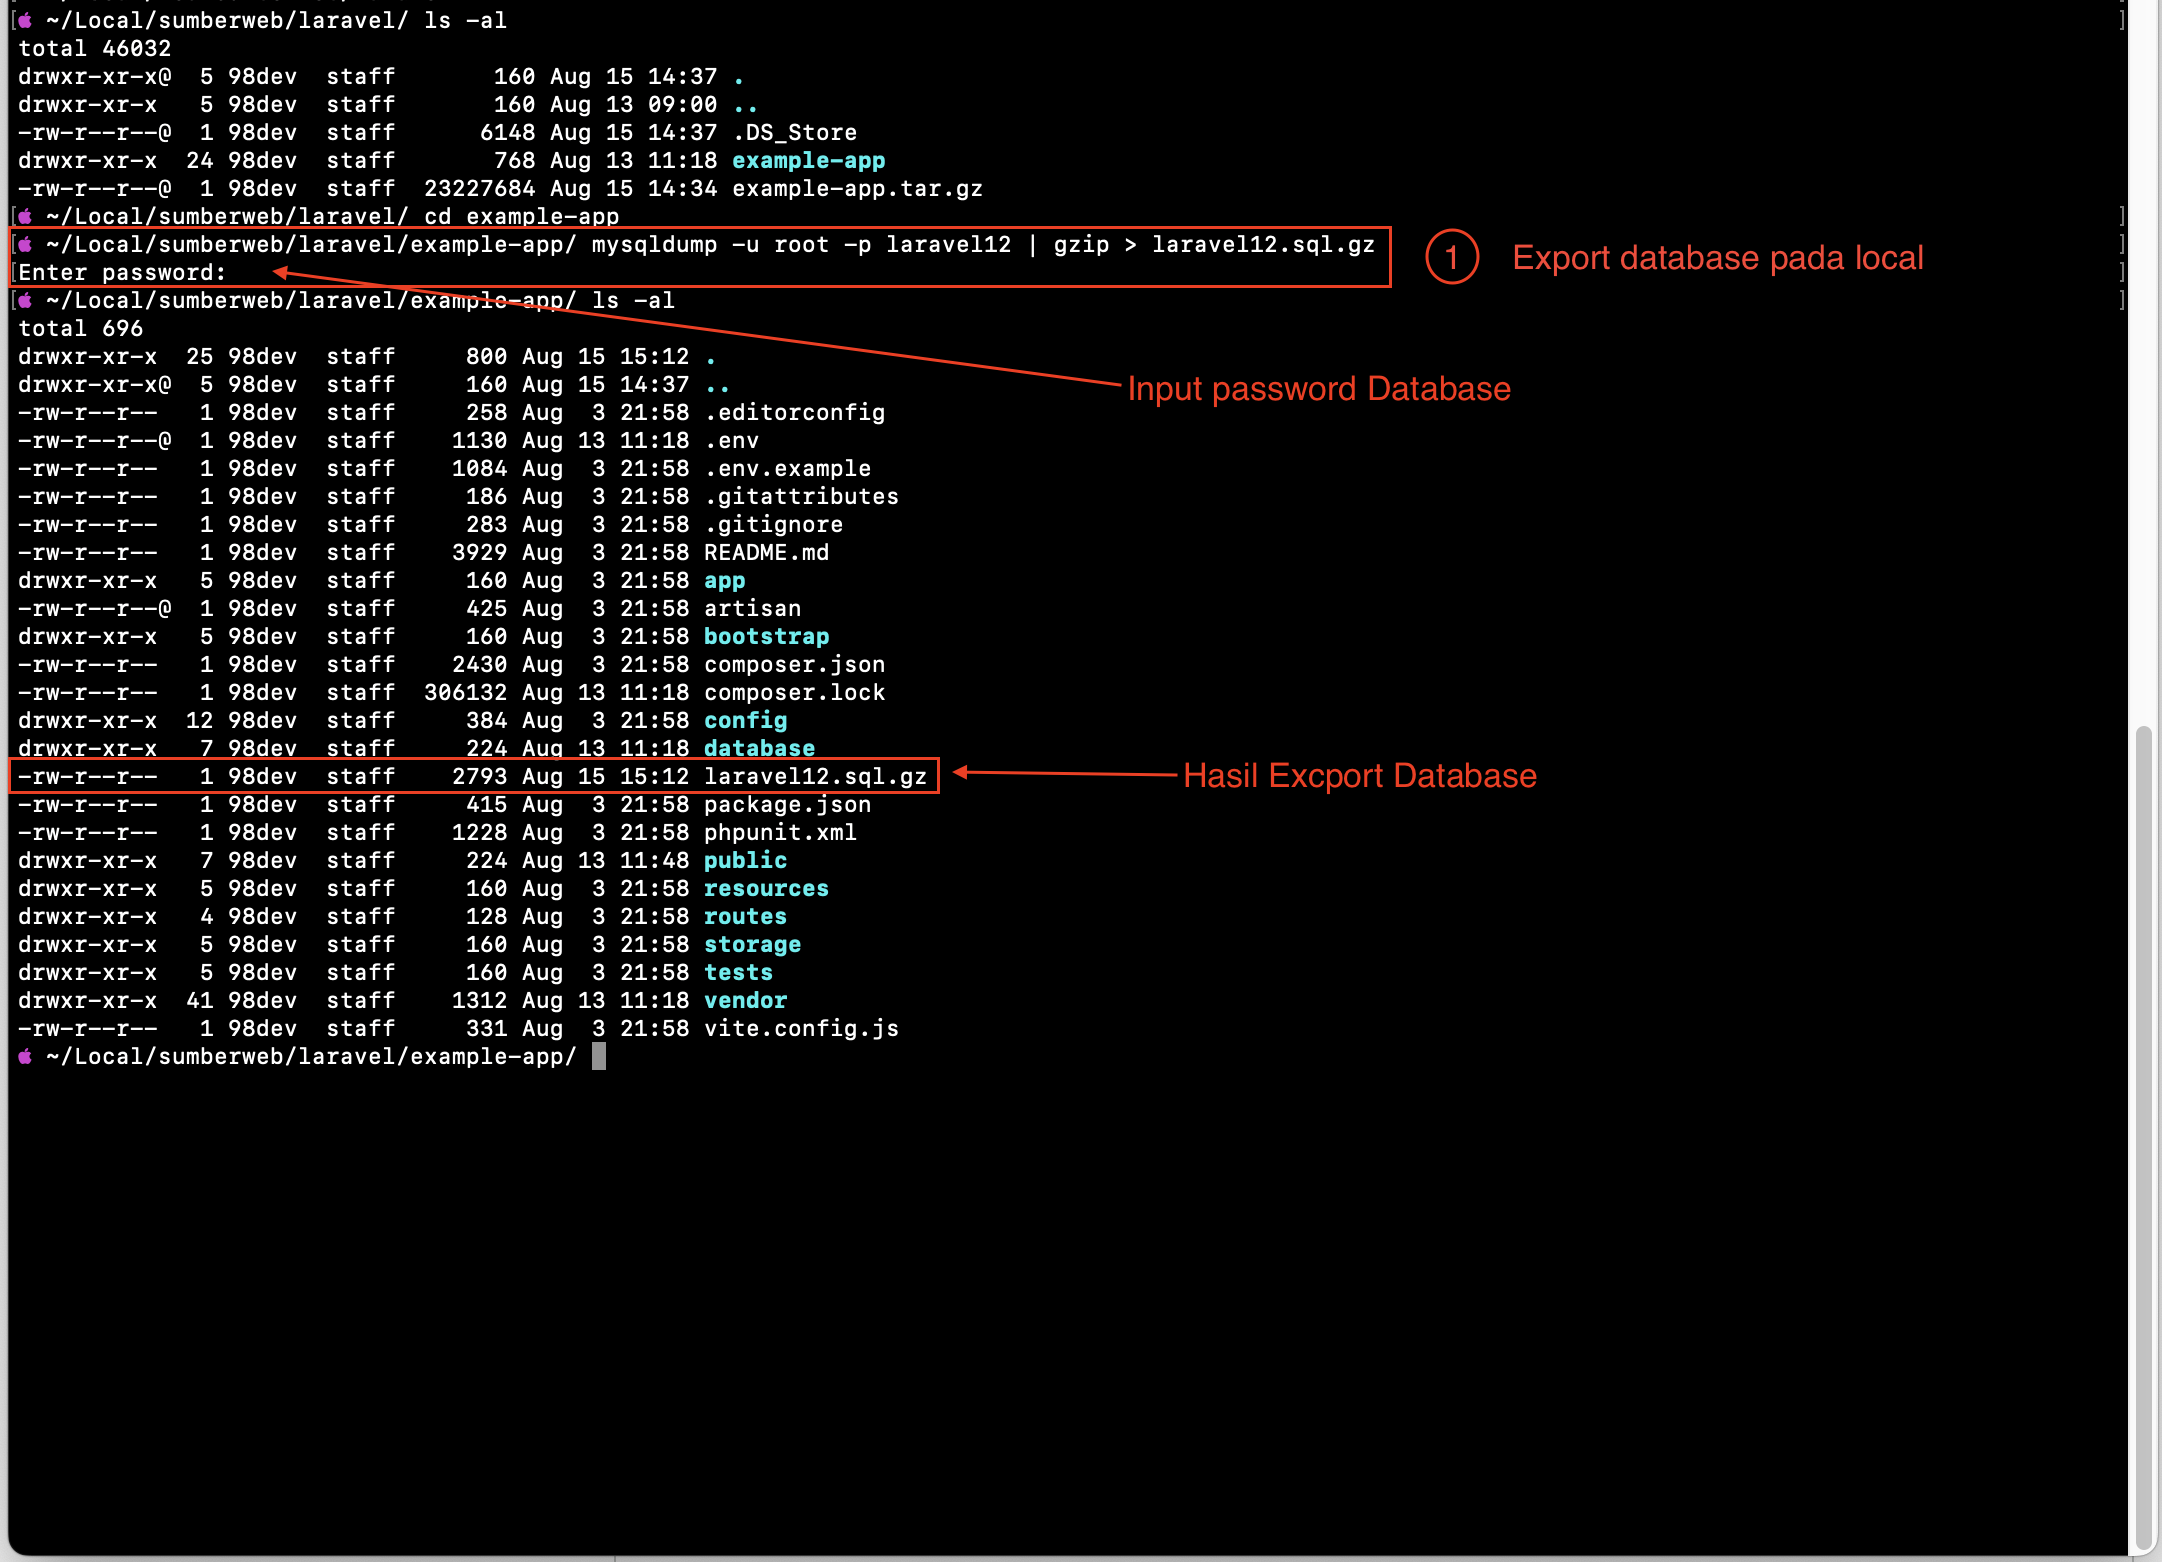 ~/Local/sumberweb/laravel/ ls -al
total 46032
drwxr-xr-x@  5 98dev  staff       160 Aug 15 14:37 .
drwxr-xr-x   5 98dev  staff       160 Aug 13 09:00 ..
-rw-r--r--@  1 98dev  staff      6148 Aug 15 14:37 .DS_Store
drwxr-xr-x  24 98dev  staff       768 Aug 13 11:18 example-app
-rw-r--r--@  1 98dev  staff  23227684 Aug 15 14:34 example-app.tar.gz
~/Local/sumberweb/laravel/ cd example-app
~/Local/sumberweb/laravel/example-app/ mysqldump -u root -p laravel12 | gzip > laravel12.sql.gz
1 Export database pada local
Enter password:
~/Local/sumberweb/laravel/example-app/ ls -al
total 696
drwxr-xr-x  25 98dev  staff     800 Aug 15 15:12 .
drwxr-xr-x@  5 98dev  staff     160 Aug 15 14:37 ..
Input password Database
-rw-r--r--   1 98dev  staff     258 Aug  3 21:58 .editorconfig
-rw-r--r--@  1 98dev  staff    1130 Aug 13 11:18 .env
-rw-r--r--   1 98dev  staff    1084 Aug  3 21:58 .env.example
-rw-r--r--   1 98dev  staff     186 Aug  3 21:58 .gitattributes
-rw-r--r--   1 98dev  staff     283 Aug  3 21:58 .gitignore
-rw-r--r--   1 98dev  staff    3929 Aug  3 21:58 README.md
drwxr-xr-x   5 98dev  staff     160 Aug  3 21:58 app
-rw-r--r--@  1 98dev  staff     425 Aug  3 21:58 artisan
drwxr-xr-x   5 98dev  staff     160 Aug  3 21:58 bootstrap
-rw-r--r--   1 98dev  staff    2430 Aug  3 21:58 composer.json
-rw-r--r--   1 98dev  staff  306132 Aug 13 11:18 composer.lock
drwxr-xr-x  12 98dev  staff     384 Aug  3 21:58 config
drwxr-xr-x   7 98dev  staff     224 Aug 13 11:18 database
-rw-r--r--   1 98dev  staff    2793 Aug 15 15:12 laravel12.sql.gz
Hasil Excport Database
-rw-r--r--   1 98dev  staff     415 Aug  3 21:58 package.json
-rw-r--r--   1 98dev  staff    1228 Aug  3 21:58 phpunit.xml
drwxr-xr-x   7 98dev  staff     224 Aug 13 11:48 public
drwxr-xr-x   5 98dev  staff     160 Aug  3 21:58 resources
drwxr-xr-x   4 98dev  staff     128 Aug  3 21:58 routes
drwxr-xr-x   5 98dev  staff     160 Aug  3 21:58 storage
drwxr-xr-x   5 98dev  staff     160 Aug  3 21:58 tests
drwxr-xr-x  41 98dev  staff    1312 Aug 13 11:18 vendor
-rw-r--r--   1 98dev  staff     331 Aug  3 21:58 vite.config.js
~/Local/sumberweb/laravel/example-app/